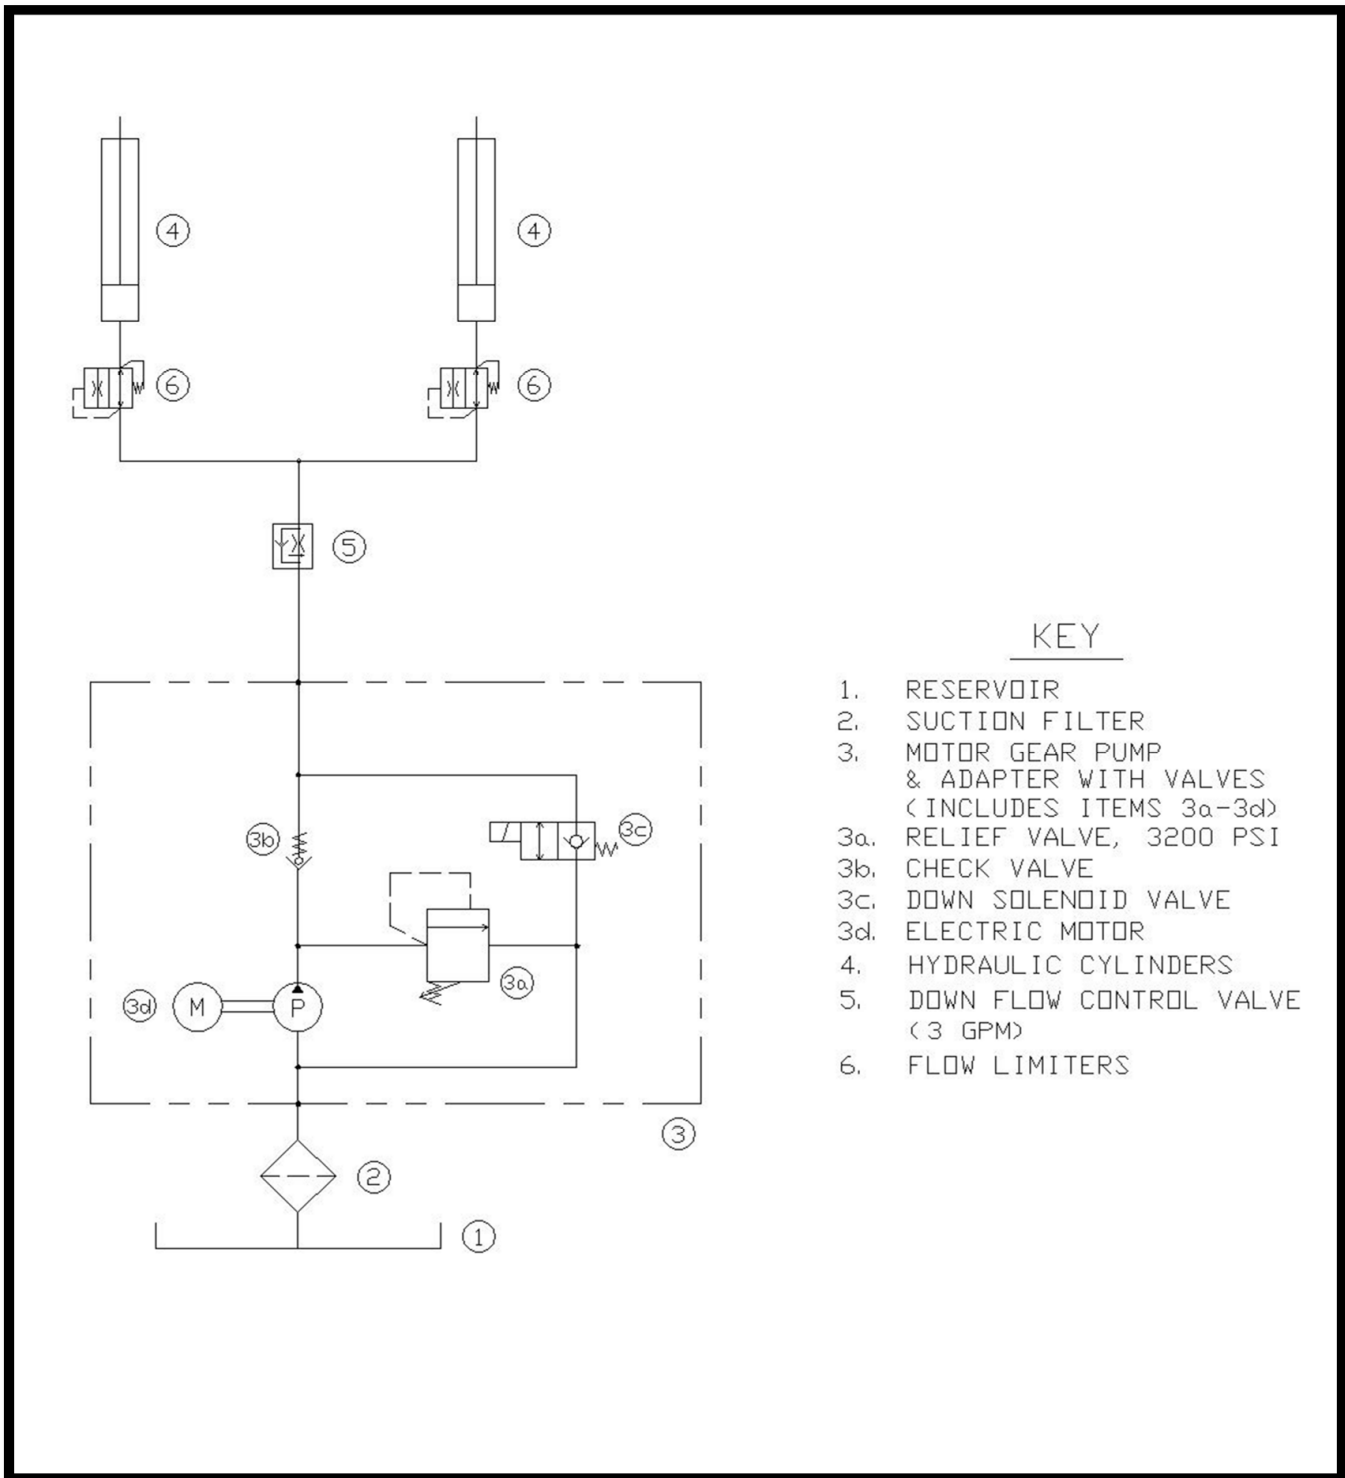 4
4
6
6
5
KEY
1. RESERVOIR
2. SUCTION FILTER
3. MOTOR GEAR PUMP
& ADAPTER WITH VALVES
(INCLUDES ITEMS 3a-3d)
3a. RELIEF VALVE, 3200 PSI
3b. CHECK VALVE
3c. DOWN SOLENOID VALVE
3d. ELECTRIC MOTOR
4. HYDRAULIC CYLINDERS
5. DOWN FLOW CONTROL VALVE
(3 GPM)
6. FLOW LIMITERS
3b
3c
3a
3d
M
P
3
2
1